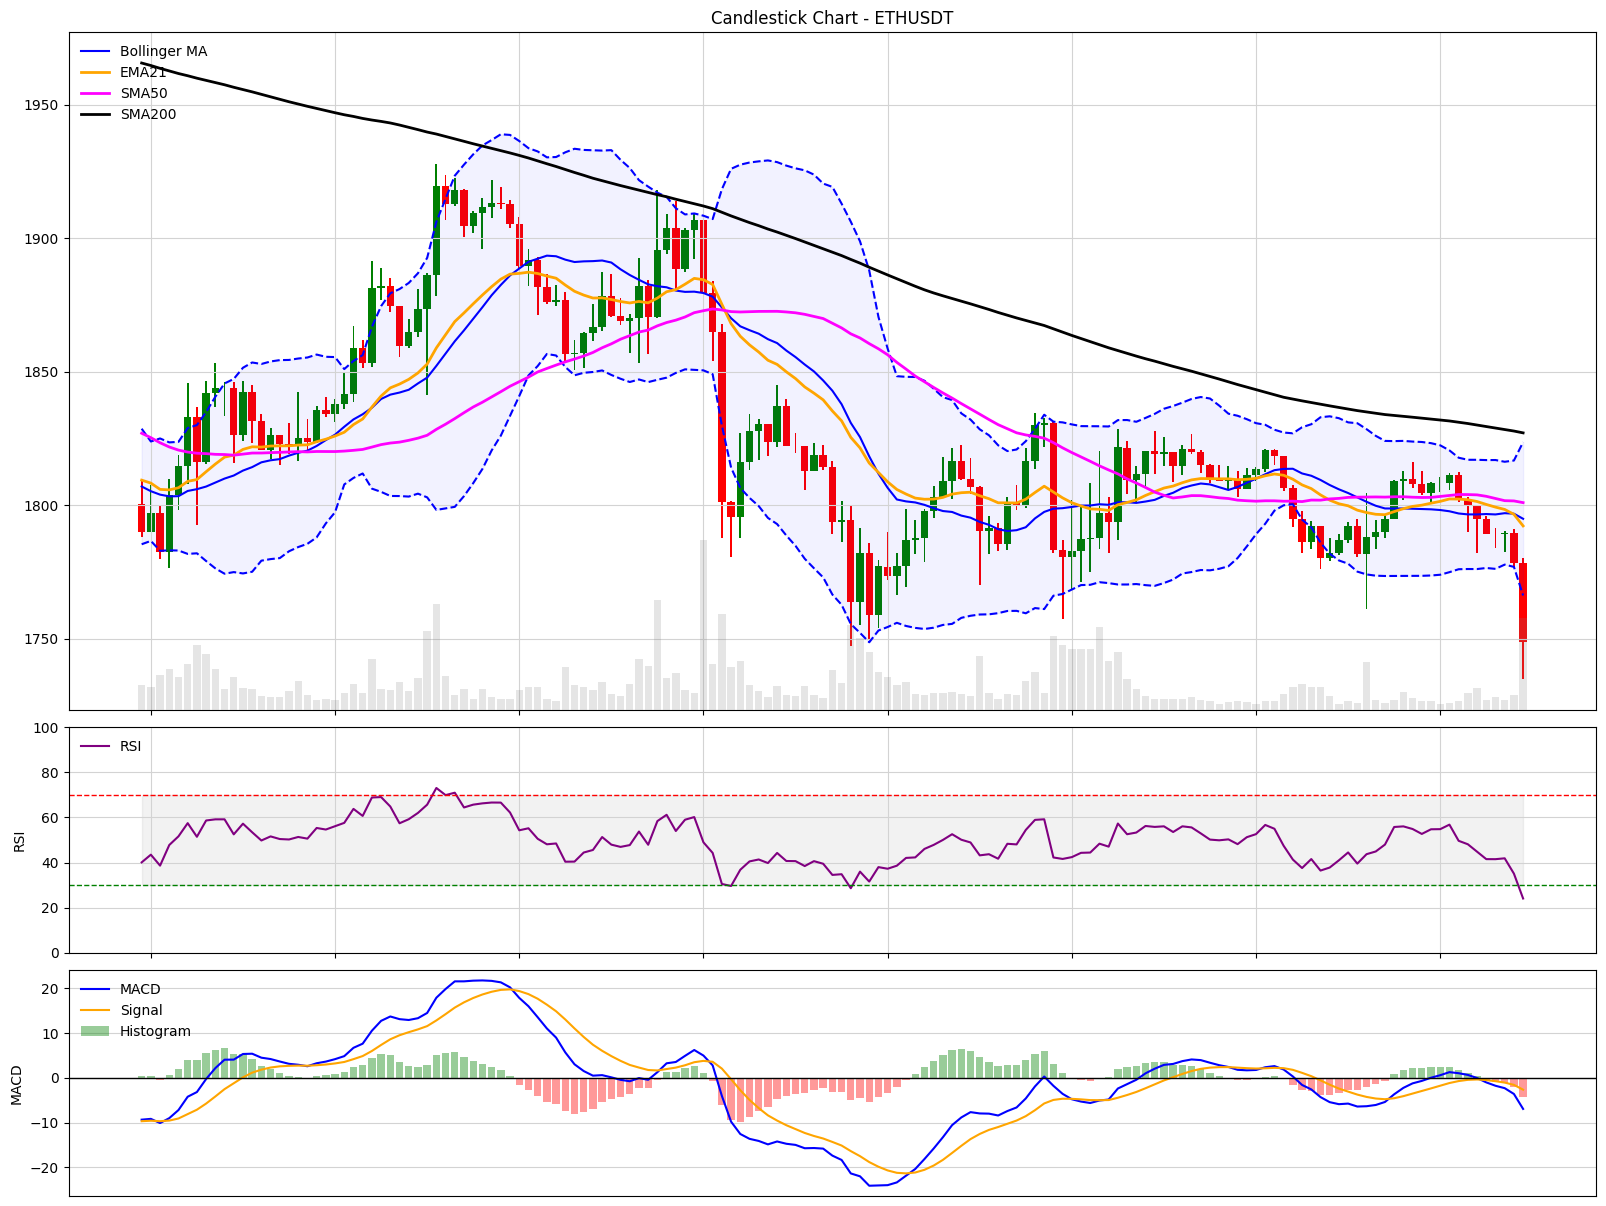 Candlestick Chart - ETHUSDT
Bollinger MA
EMA21
SMA50
SMA200
1950
1900
1850
1800
1750
100
80
60
40
20
0
RSI
RSI
20
10
0
−10
−20
MACD
MACD
Signal
Histogram